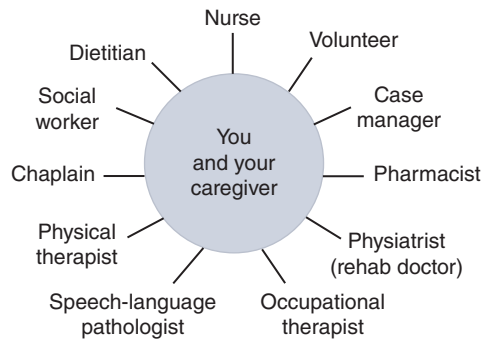 Nurse
Volunteer
Dietitian
Case
manager
Social
worker
You
and your
caregiver
Chaplain
Pharmacist
Physical
therapist
Physiatrist
(rehab doctor)
Speech-language
pathologist
Occupational
therapist